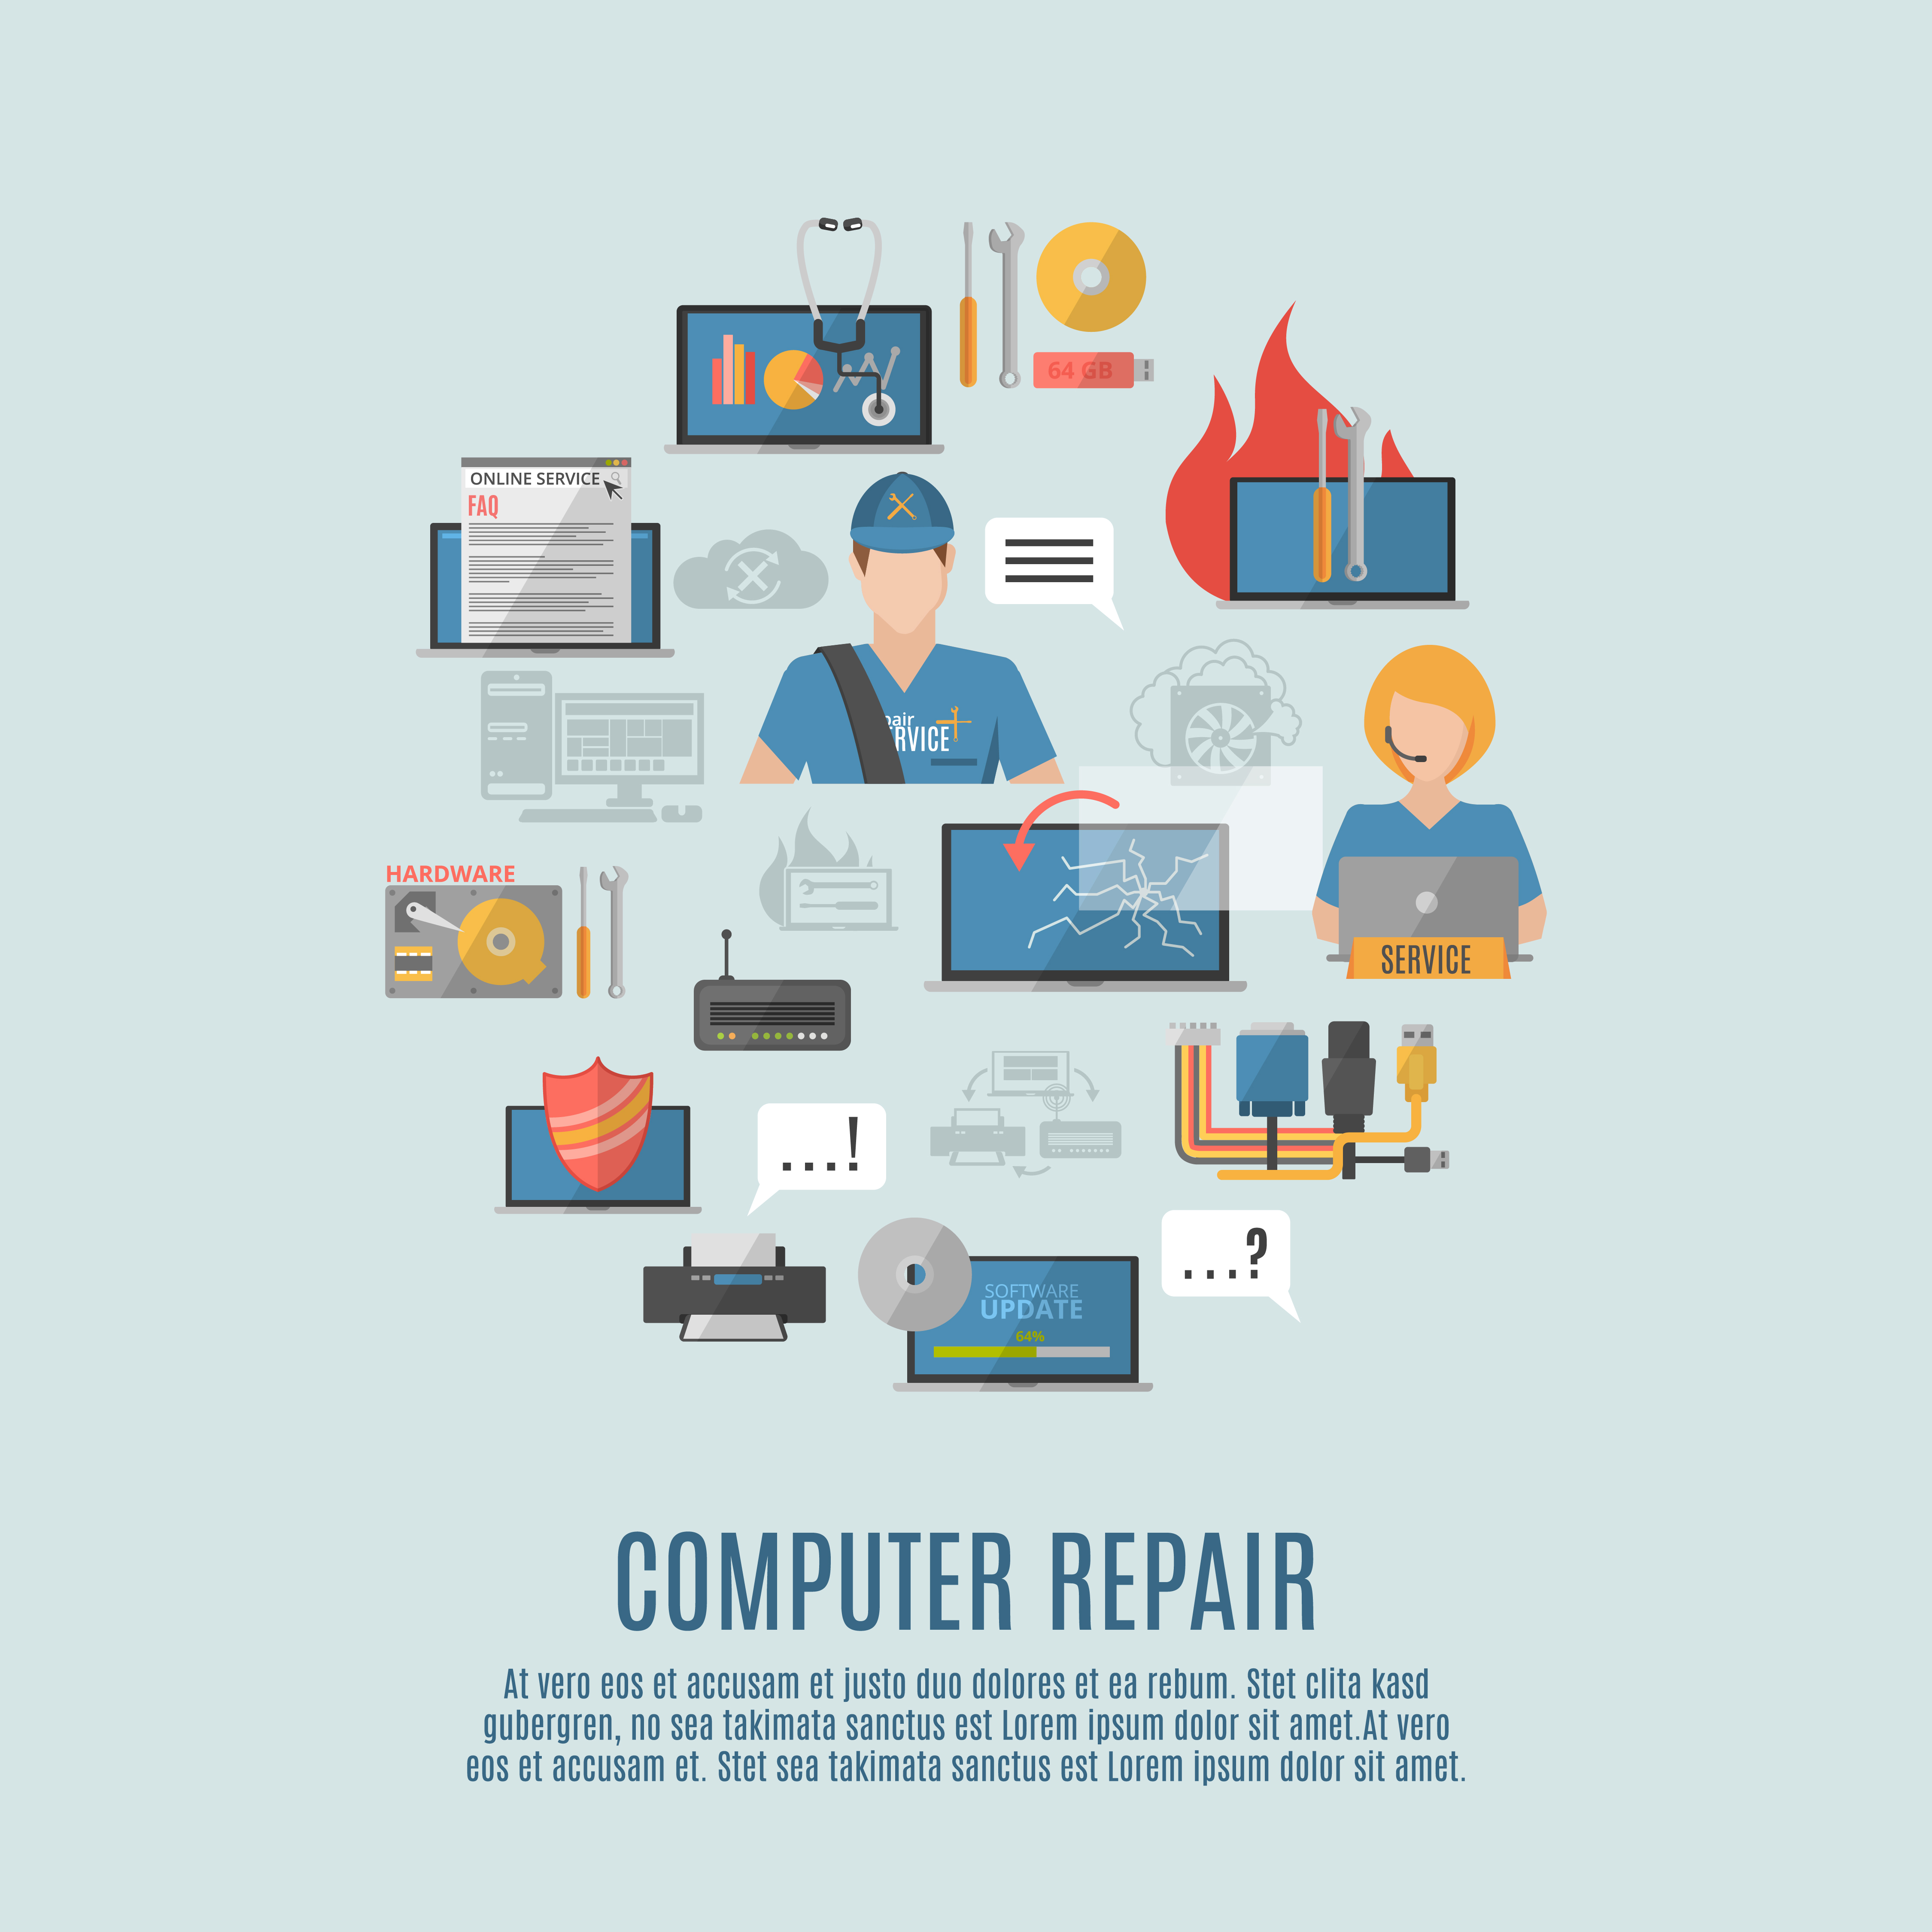 64 GB
ONLINE SERVICE
FAQ
pair
RVICE
HARDWARE
SERVICE
...!
...?
SOFTWARE
UPDATE
64%
COMPUTER REPAIR
At vero eos et accusam et justo duo dolores et ea rebum. Stet clita kasd
gubergren, no sea takimata sanctus est Lorem ipsum dolor sit amet.At vero
eos et accusam et. Stet sea takimata sanctus est Lorem ipsum dolor sit amet.